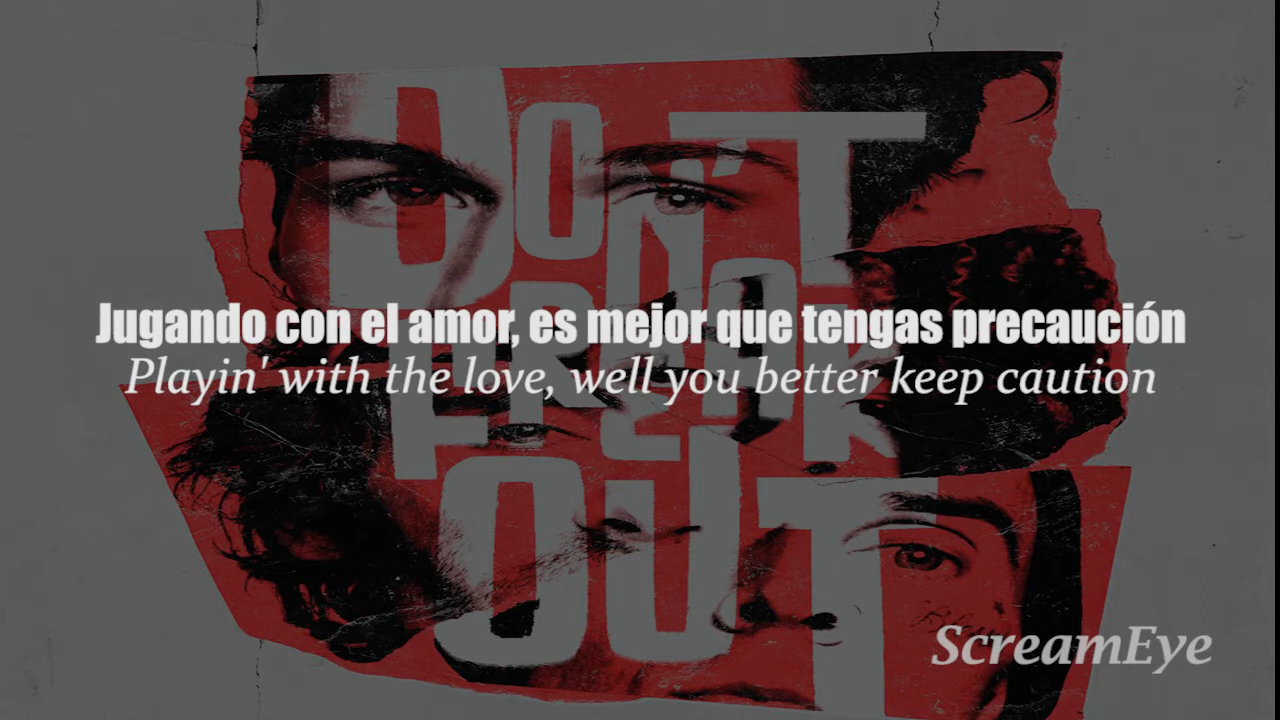 DON'T
FREAK
OUT
Jugando con el amor, es mejor que tengas precaución
Playin' with the love, well you better keep caution
ScreamEye